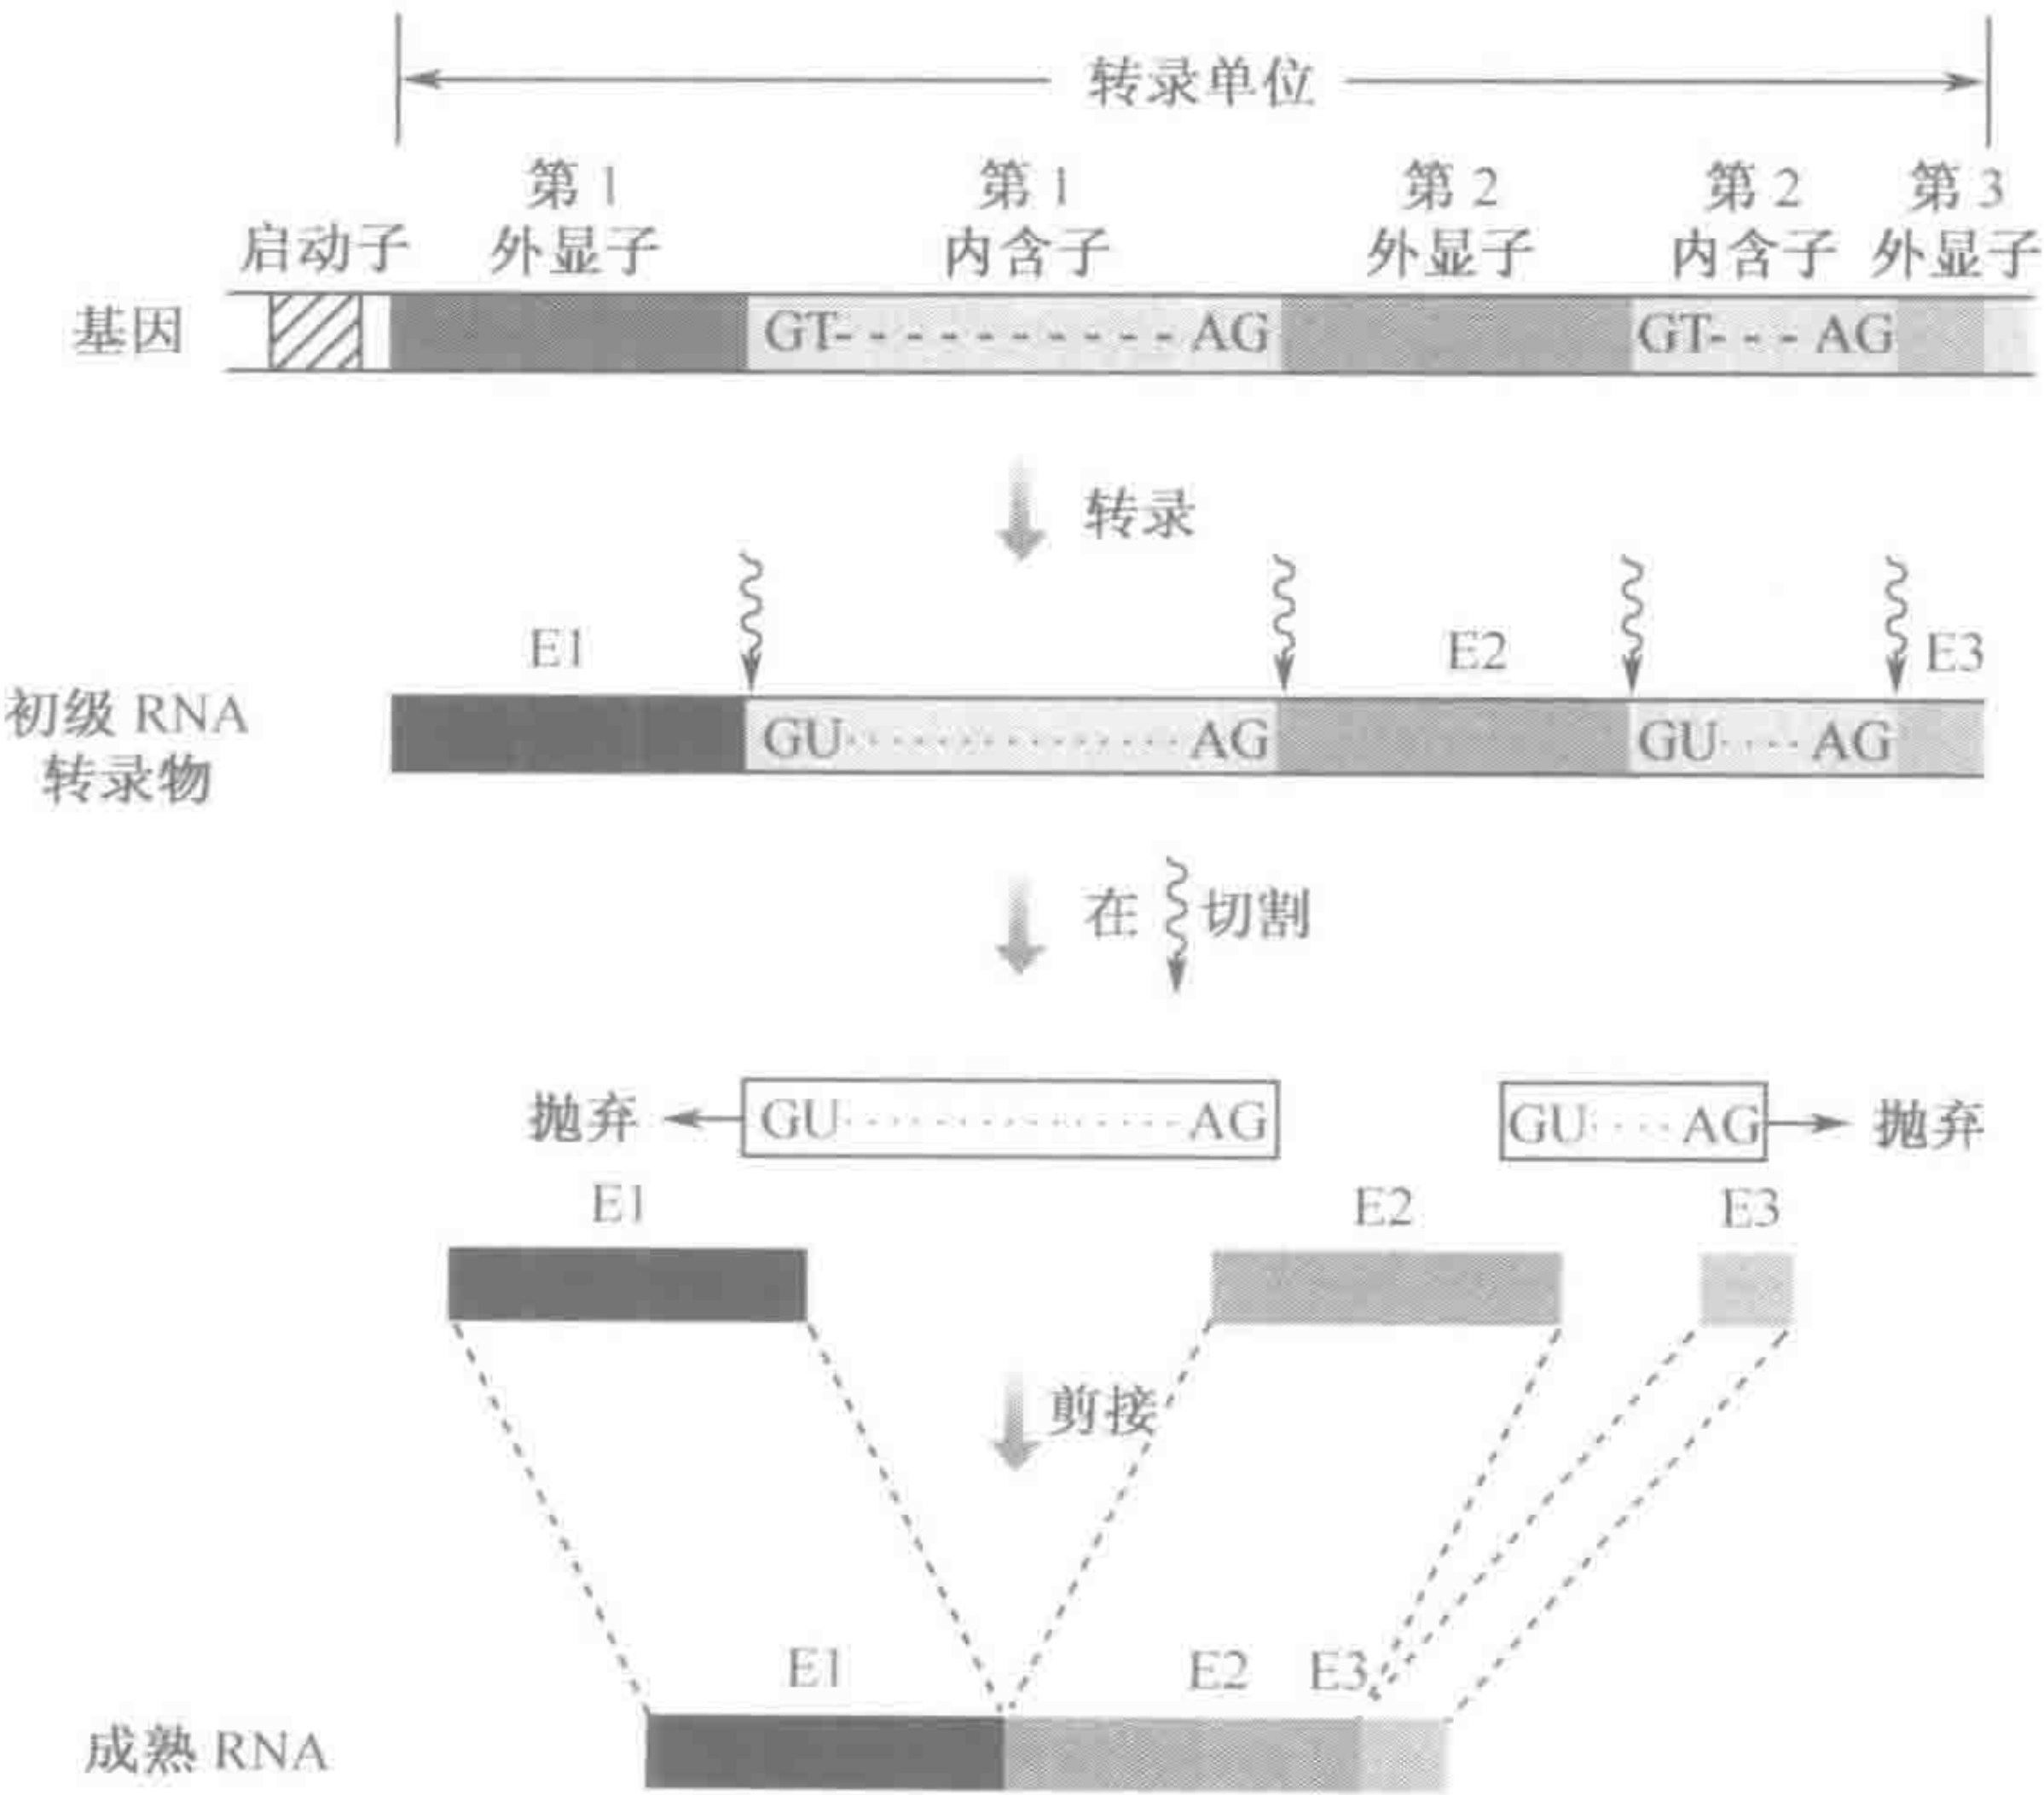 转录单位
第 1
外显子
第 1
内含子
第 2
外显子
第 2
内含子
第 3
外显子
启动子
基因
GT
AG
GT
AG
转录
E1
E2
E3
初级 RNA
转录物
GU
AG
GU
AG
在
切割
抛弃
GU
AG
GU
AG
抛弃
E1
E2
E3
剪接
E1
E2
E3
成熟 RNA